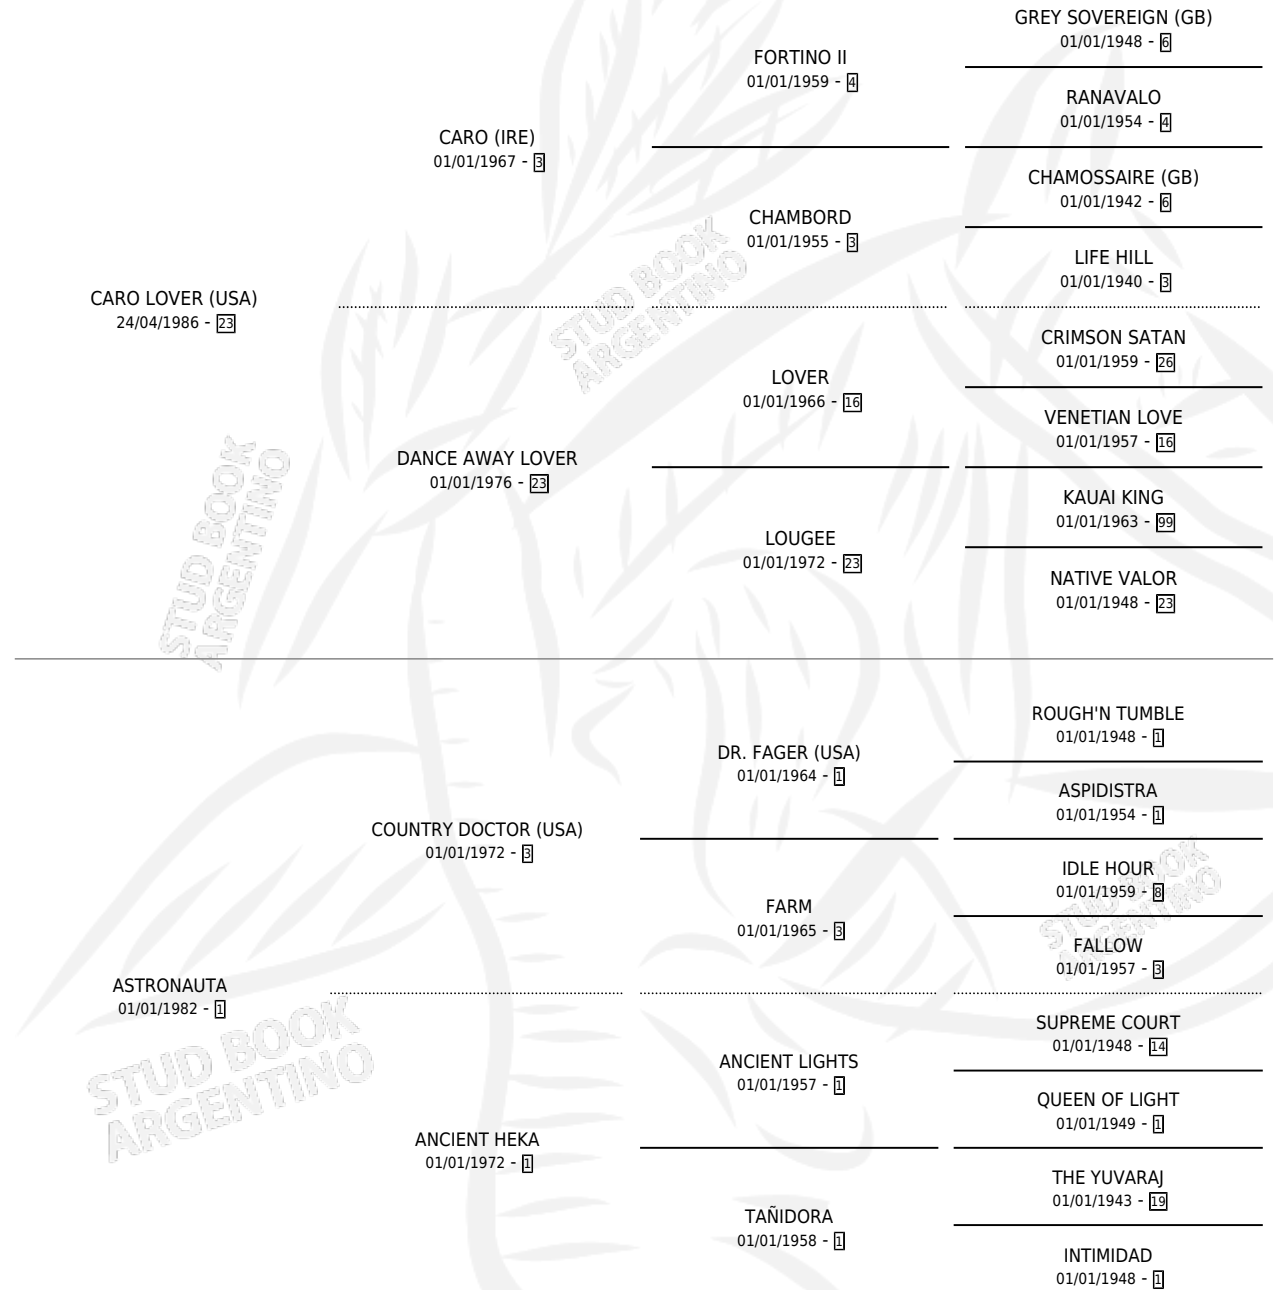 GREY SOVEREIGN (GB)
01/01/1948 - 6
FORTINO II
01/01/1959 - 4
RANAVALO
01/01/1954 - 4
CARO (IRE)
01/01/1967 - 3
CHAMOSSAIRE (GB)
01/01/1942 - 6
CHAMBORD
01/01/1955 - 3
LIFE HILL
01/01/1940 - 3
CARO LOVER (USA)
24/04/1986 - 23
CRIMSON SATAN
01/01/1959 - 26
LOVER
01/01/1966 - 16
VENETIAN LOVE
01/01/1957 - 16
DANCE AWAY LOVER
01/01/1976 - 23
KAUAI KING
01/01/1963 - 99
LOUGEE
01/01/1972 - 23
NATIVE VALOR
01/01/1948 - 23
STUD BOOK
ARGENTINO
STUD BOOK
ARGENTINO
ROUGH'N TUMBLE
01/01/1948 - 1
DR. FAGER (USA)
01/01/1964 - 1
ASPIDISTRA
01/01/1954 - 1
COUNTRY DOCTOR (USA)
01/01/1972 - 3
IDLE HOUR
01/01/1959 - 8
FARM
01/01/1965 - 3
FALLOW
01/01/1957 - 3
ASTRONAUTA
01/01/1982 - 1
SUPREME COURT
01/01/1948 - 14
ANCIENT LIGHTS
01/01/1957 - 1
QUEEN OF LIGHT
01/01/1949 - 1
ANCIENT HEKA
01/01/1972 - 1
THE YUVARAJ
01/01/1943 - 19
TAÑIDORA
01/01/1958 - 1
INTIMIDAD
01/01/1948 - 1
STUD BOOK
ARGENTINO
STUD BOOK
ARGENTINO